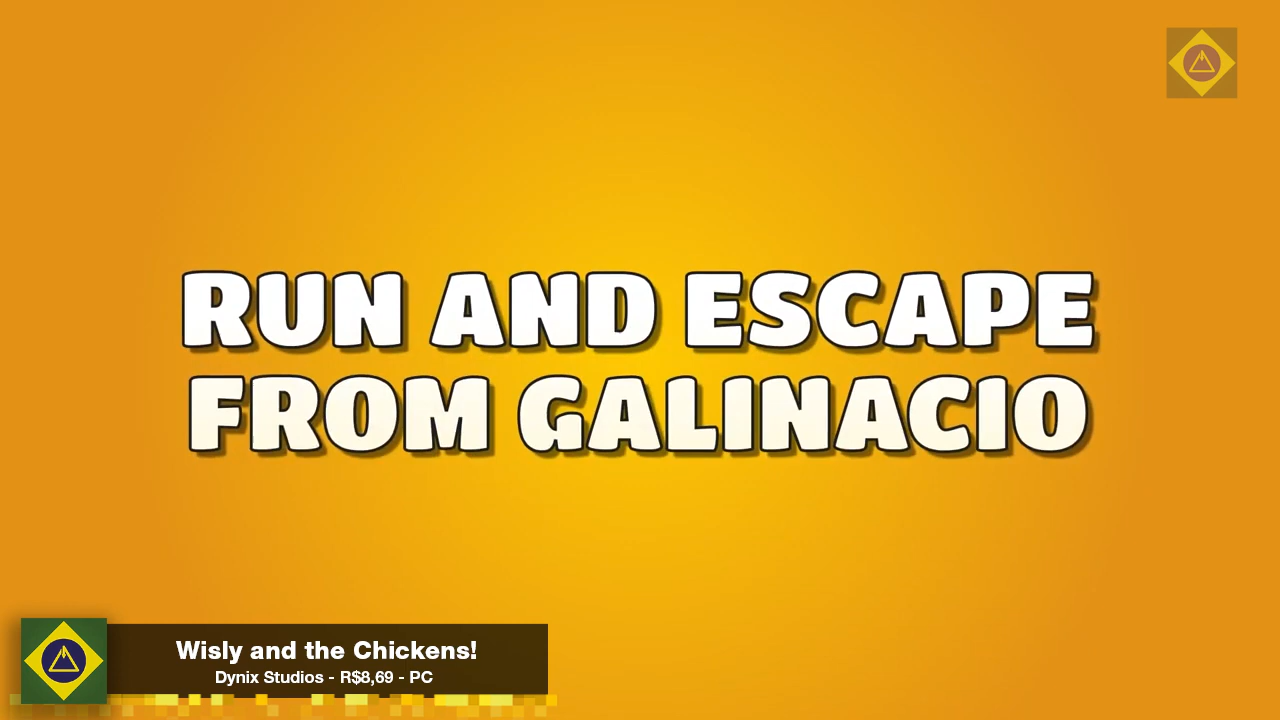 RUN AND ESCAPE
FROM GALINACIO
Wisly and the Chickens!
Dynix Studios - R$8,69 - PC